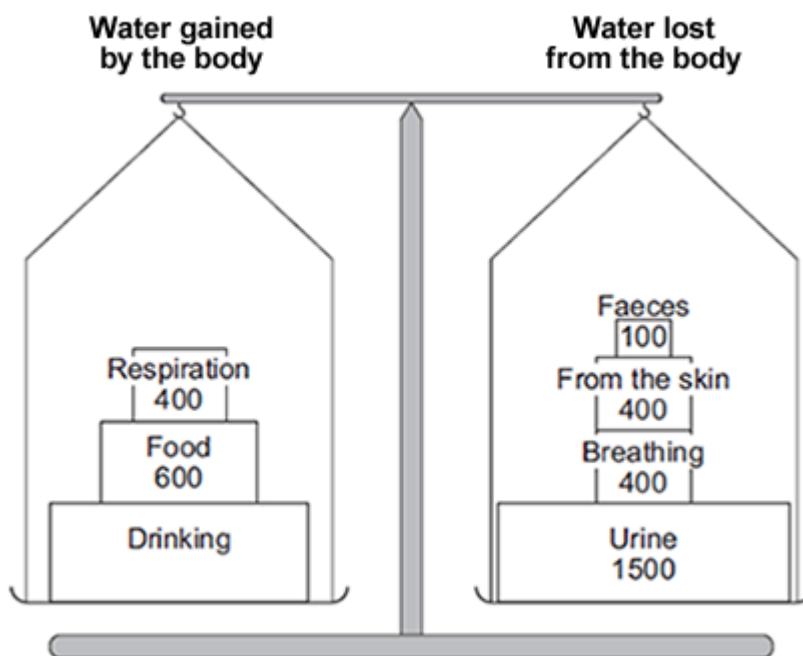 Water gained
by the body
Water lost
from the body
Respiration
400
Food
600
Drinking
Faeces
100
From the skin
400
Breathing
400
Urine
1500